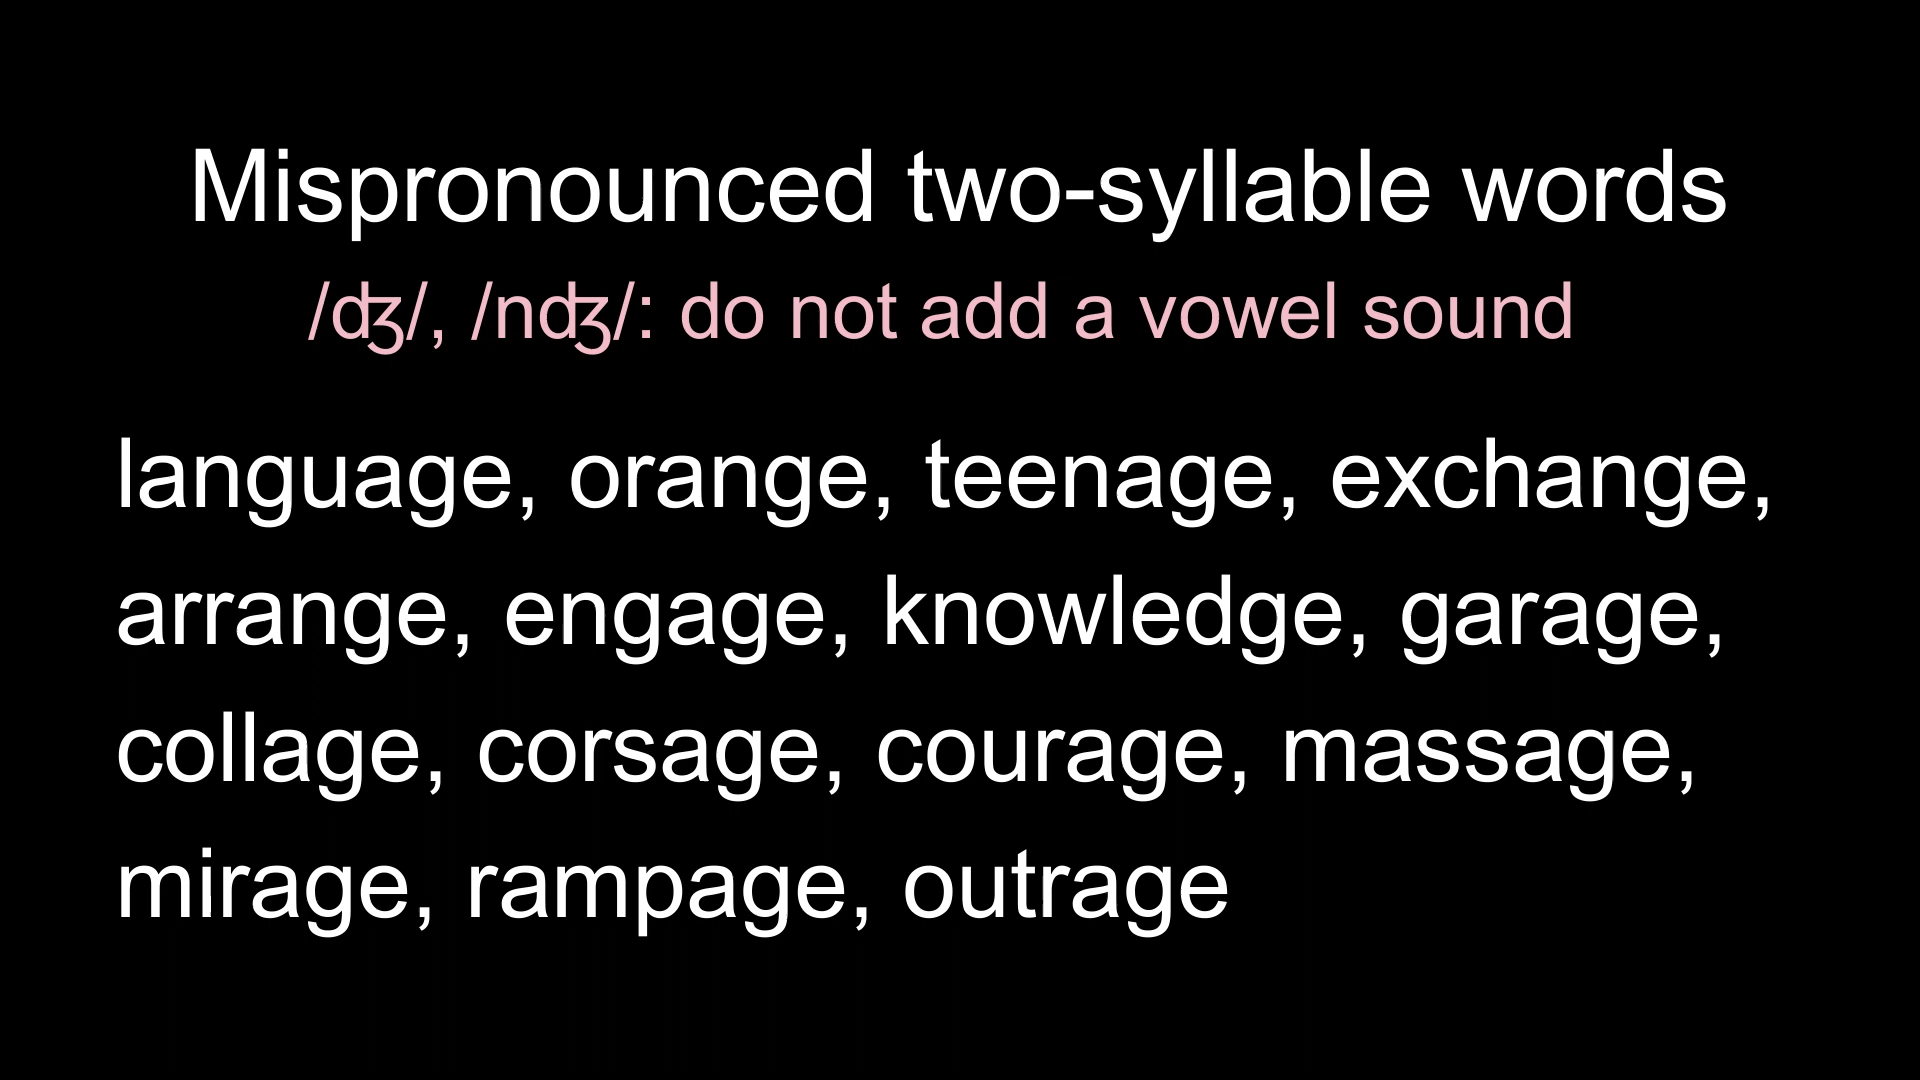 Mispronounced two-syllable words
/ʤ/, /nʤ/: do not add a vowel sound
language, orange, teenage, exchange,
arrange, engage, knowledge, garage,
collage, corsage, courage, massage,
mirage, rampage, outrage